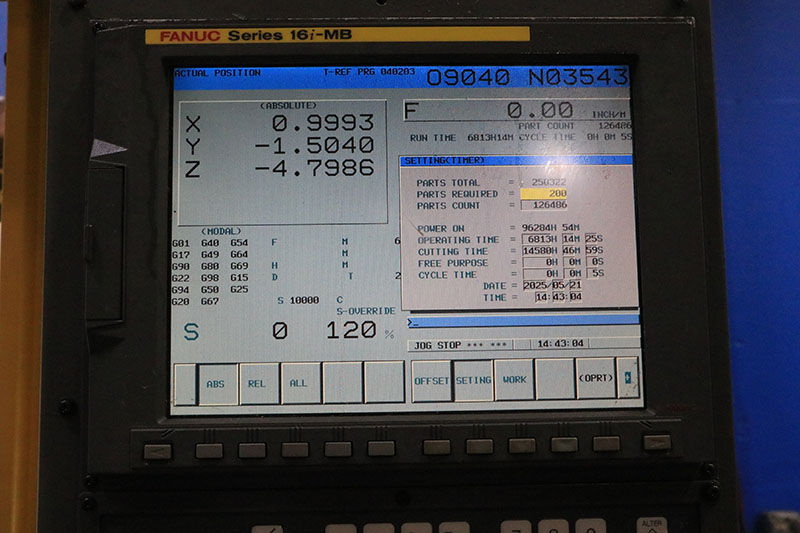 FANUC Series 16i-MB
ACTUAL POSITION T-REF.PRG 040203 O9040 N03543
(ABSOLUTE)
X 0.9993
Y -1.5040
Z -4.7986
F 0.00 INCH/M
PART COUNT 126486
RUN TIME 6813H14M CYCLE TIME 0H 0M 5S
SETTING(TIMER)
PARTS TOTAL = 250322
PARTS REQUIRED = 200
PARTS COUNT = 126486
POWER ON = 96284H 54M
OPERATING TIME = 6813H 14M 25S
CUTTING TIME = 14580H 46M 59S
FREE PURPOSE = 0H 0M 0S
CYCLE TIME = 0H 0M 5S
DATE = 2025/05/21
TIME = 14:43:04
(MODAL)
G01 G40 G54 F M 6
G17 G49 G64 M
G90 G80 G69 H M
G22 G98 G15 D T 2
G94 G50 G25
G20 G67 S 10000 C
S-OVERRIDE
S 0 120 %
>_
JOG STOP *** *** 14:43:04
ABS REL ALL OFFSET SETING WORK (OPRT)
ALTER